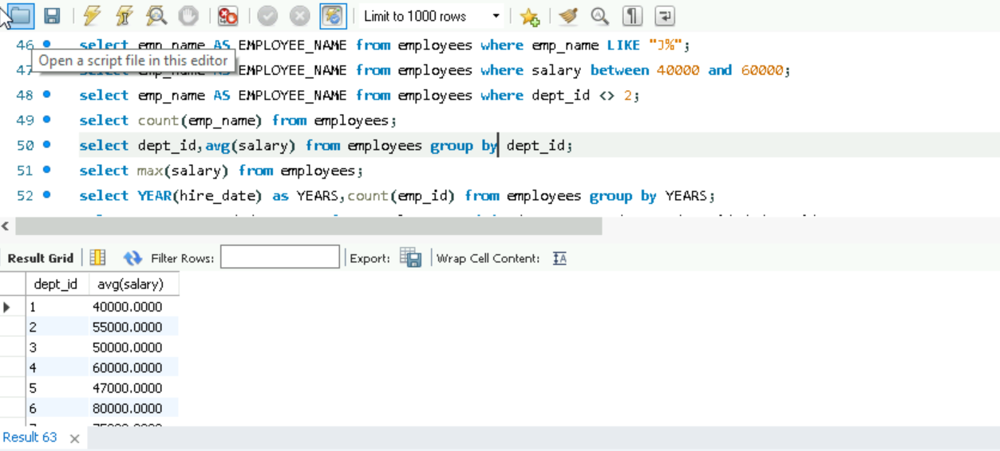 Limit to 1000 rows
46 select emp_name AS EMPLOYEE_NAME from employees where emp_name LIKE "J%";
Open a script file in this editor
47 EMPLOYEE_NAME from employees where salary between 40000 and 60000;
48 select emp_name AS EMPLOYEE_NAME from employees where dept_id <> 2;
49 select count(emp_name) from employees;
50 select dept_id,avg(salary) from employees group by dept_id;
51 select max(salary) from employees;
52 select YEAR(hire_date) as YEARS,count(emp_id) from employees group by YEARS;
Result Grid Filter Rows: Export: Wrap Cell Content:
dept_id avg(salary)
1 40000.0000
2 55000.0000
3 50000.0000
4 60000.0000
5 47000.0000
6 80000.0000
Result 63